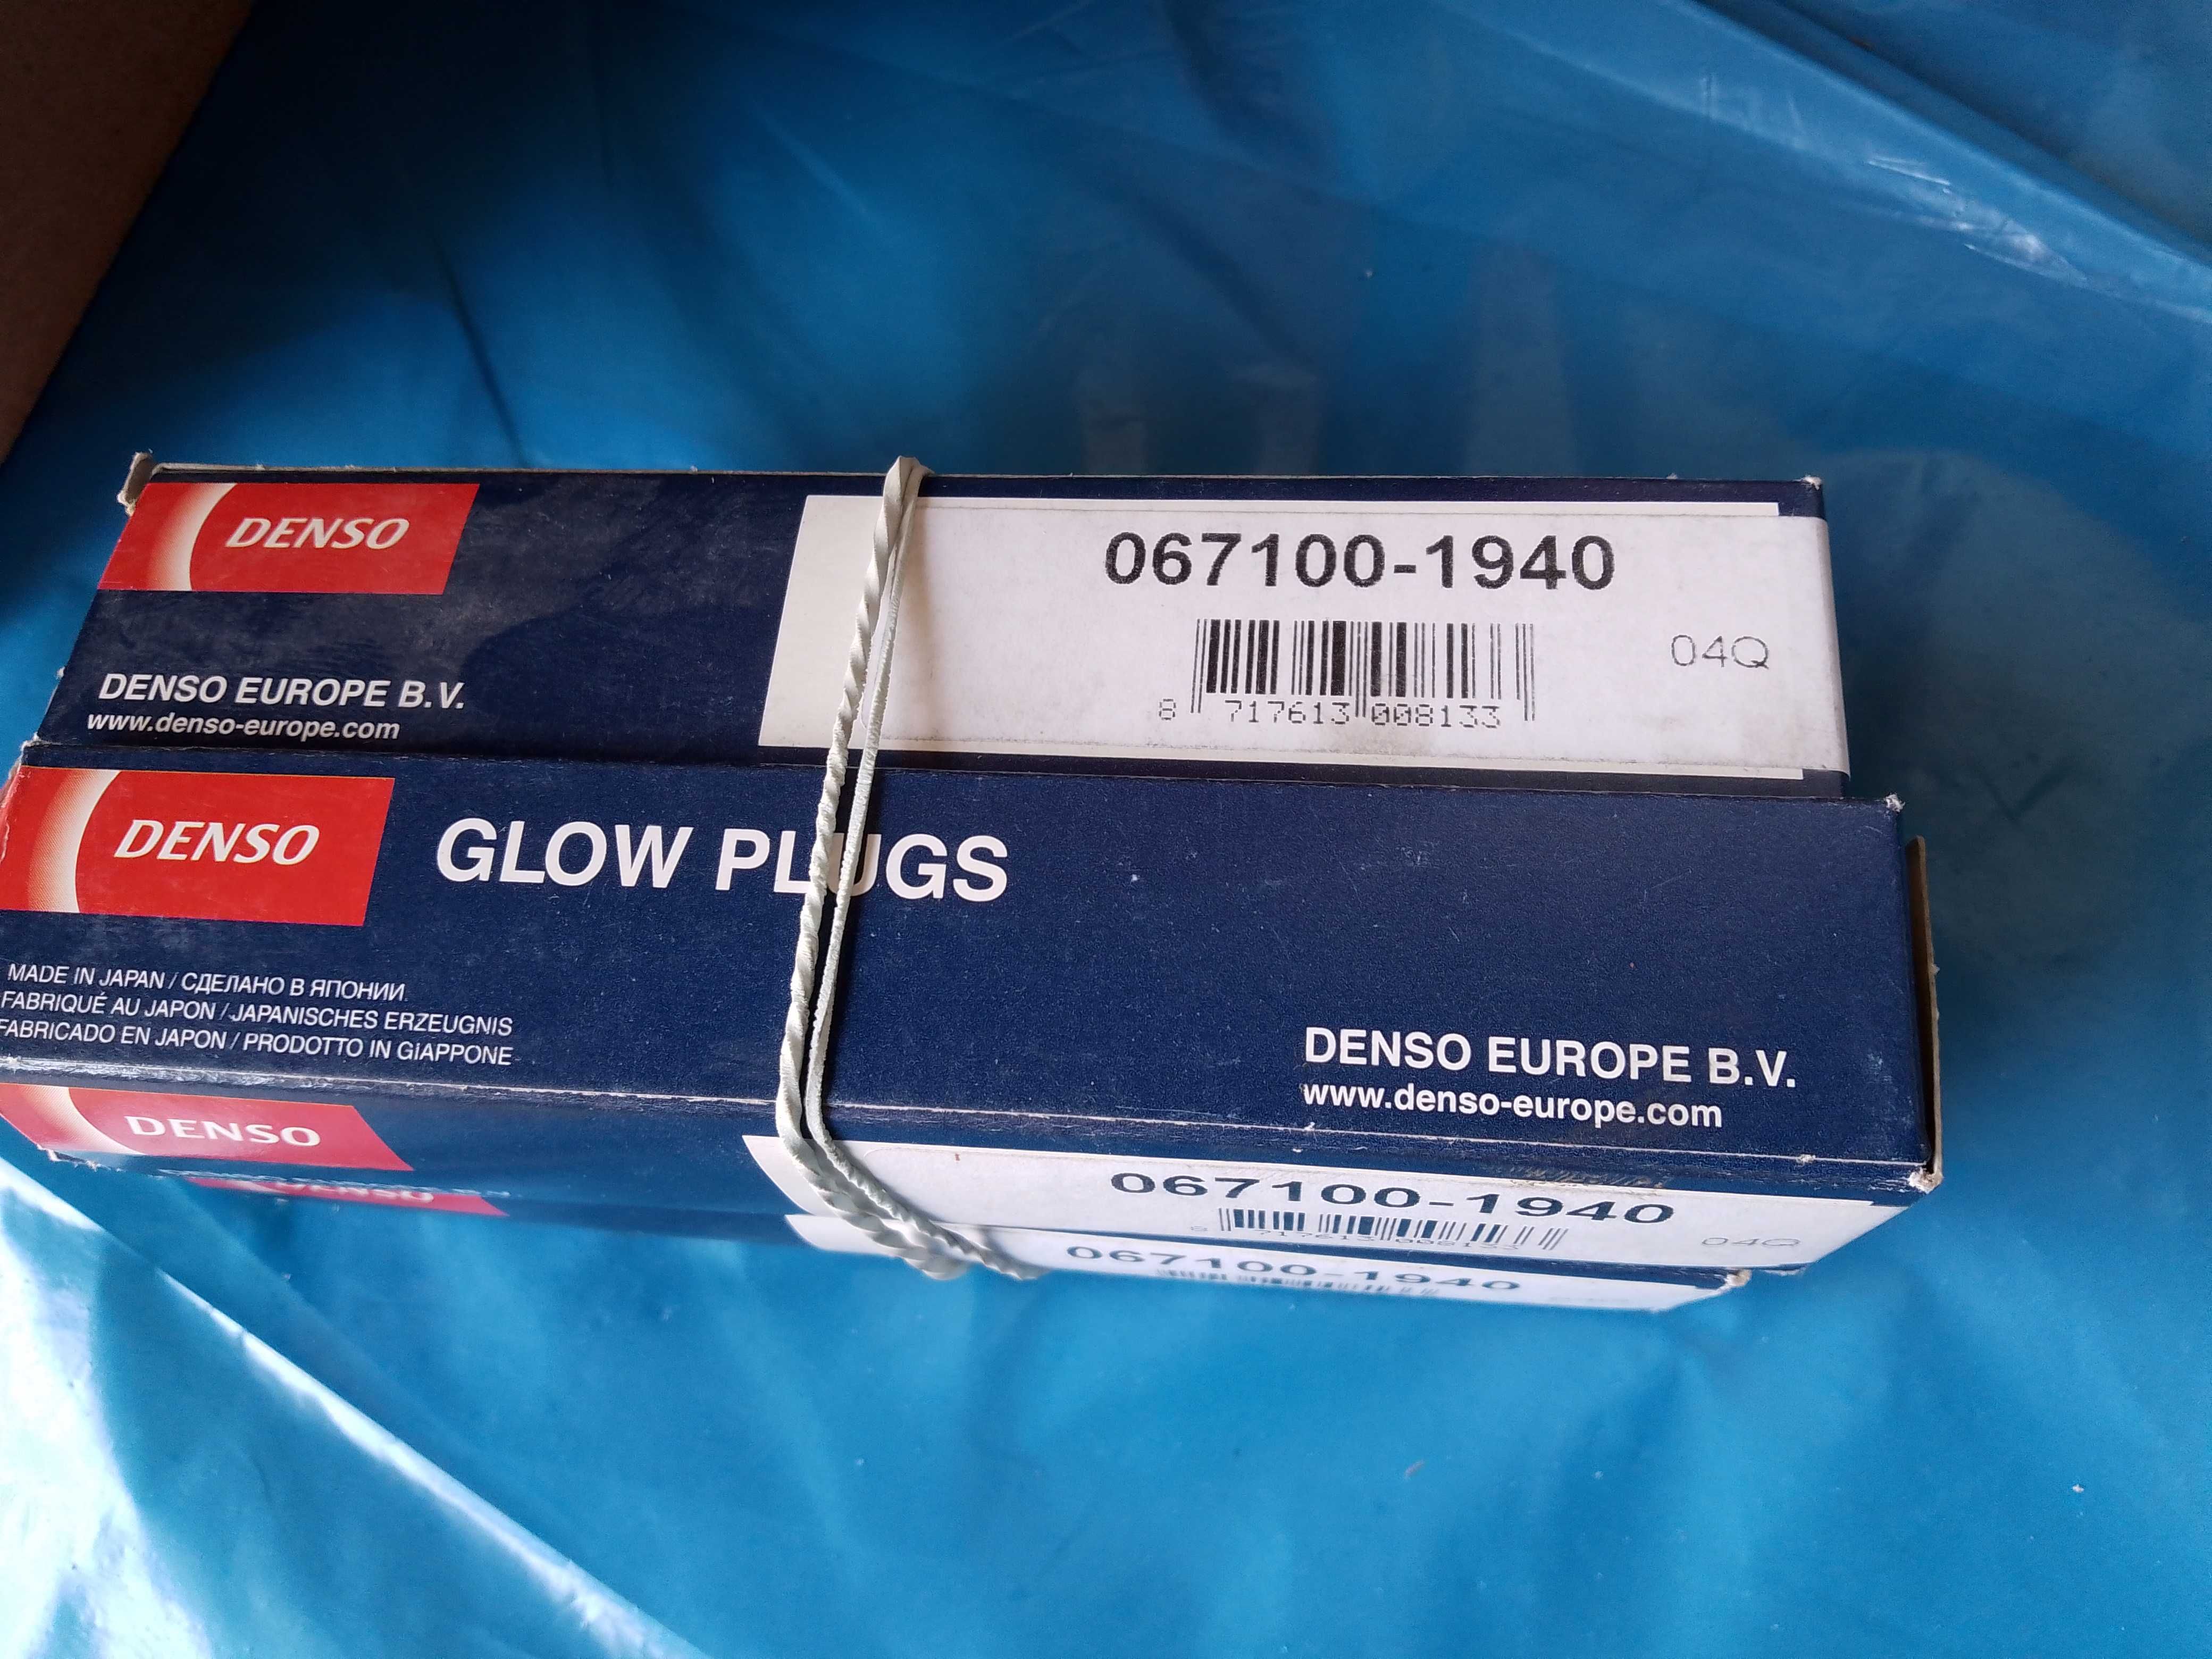 DENSO
067100-1940
04Q
8 717613 008133
DENSO EUROPE B.V.
www.denso-europe.com
DENSO
GLOW PLUGS
MADE IN JAPAN / СДЕЛАНО В ЯПОНИИ
FABRIQUÉ AU JAPON / JAPANISCHES ERZEUGNIS
FABRICADO EN JAPON / PRODOTTO IN GIAPPONE
DENSO EUROPE B.V.
www.denso-europe.com
DENSO
067100-1940
04Q
DENSO
067100-1940